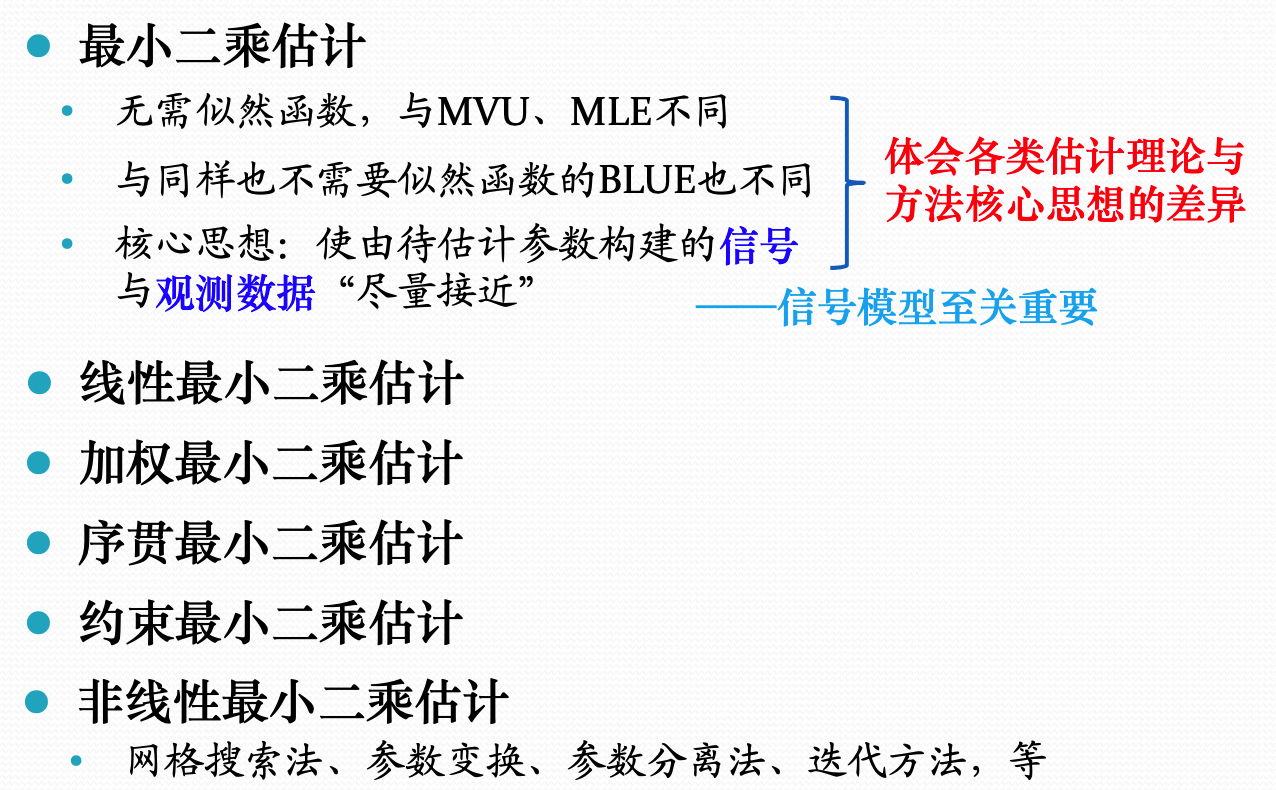 最小二乘估计
无需似然函数，与MVU、MLE不同
与同样也不需要似然函数的BLUE也不同
核心思想：使由待估计参数构建的信号
与观测数据“尽量接近”
体会各类估计理论与
方法核心思想的差异
——信号模型至关重要
线性最小二乘估计
加权最小二乘估计
序贯最小二乘估计
约束最小二乘估计
非线性最小二乘估计
网格搜索法、参数变换、参数分离法、迭代方法，等